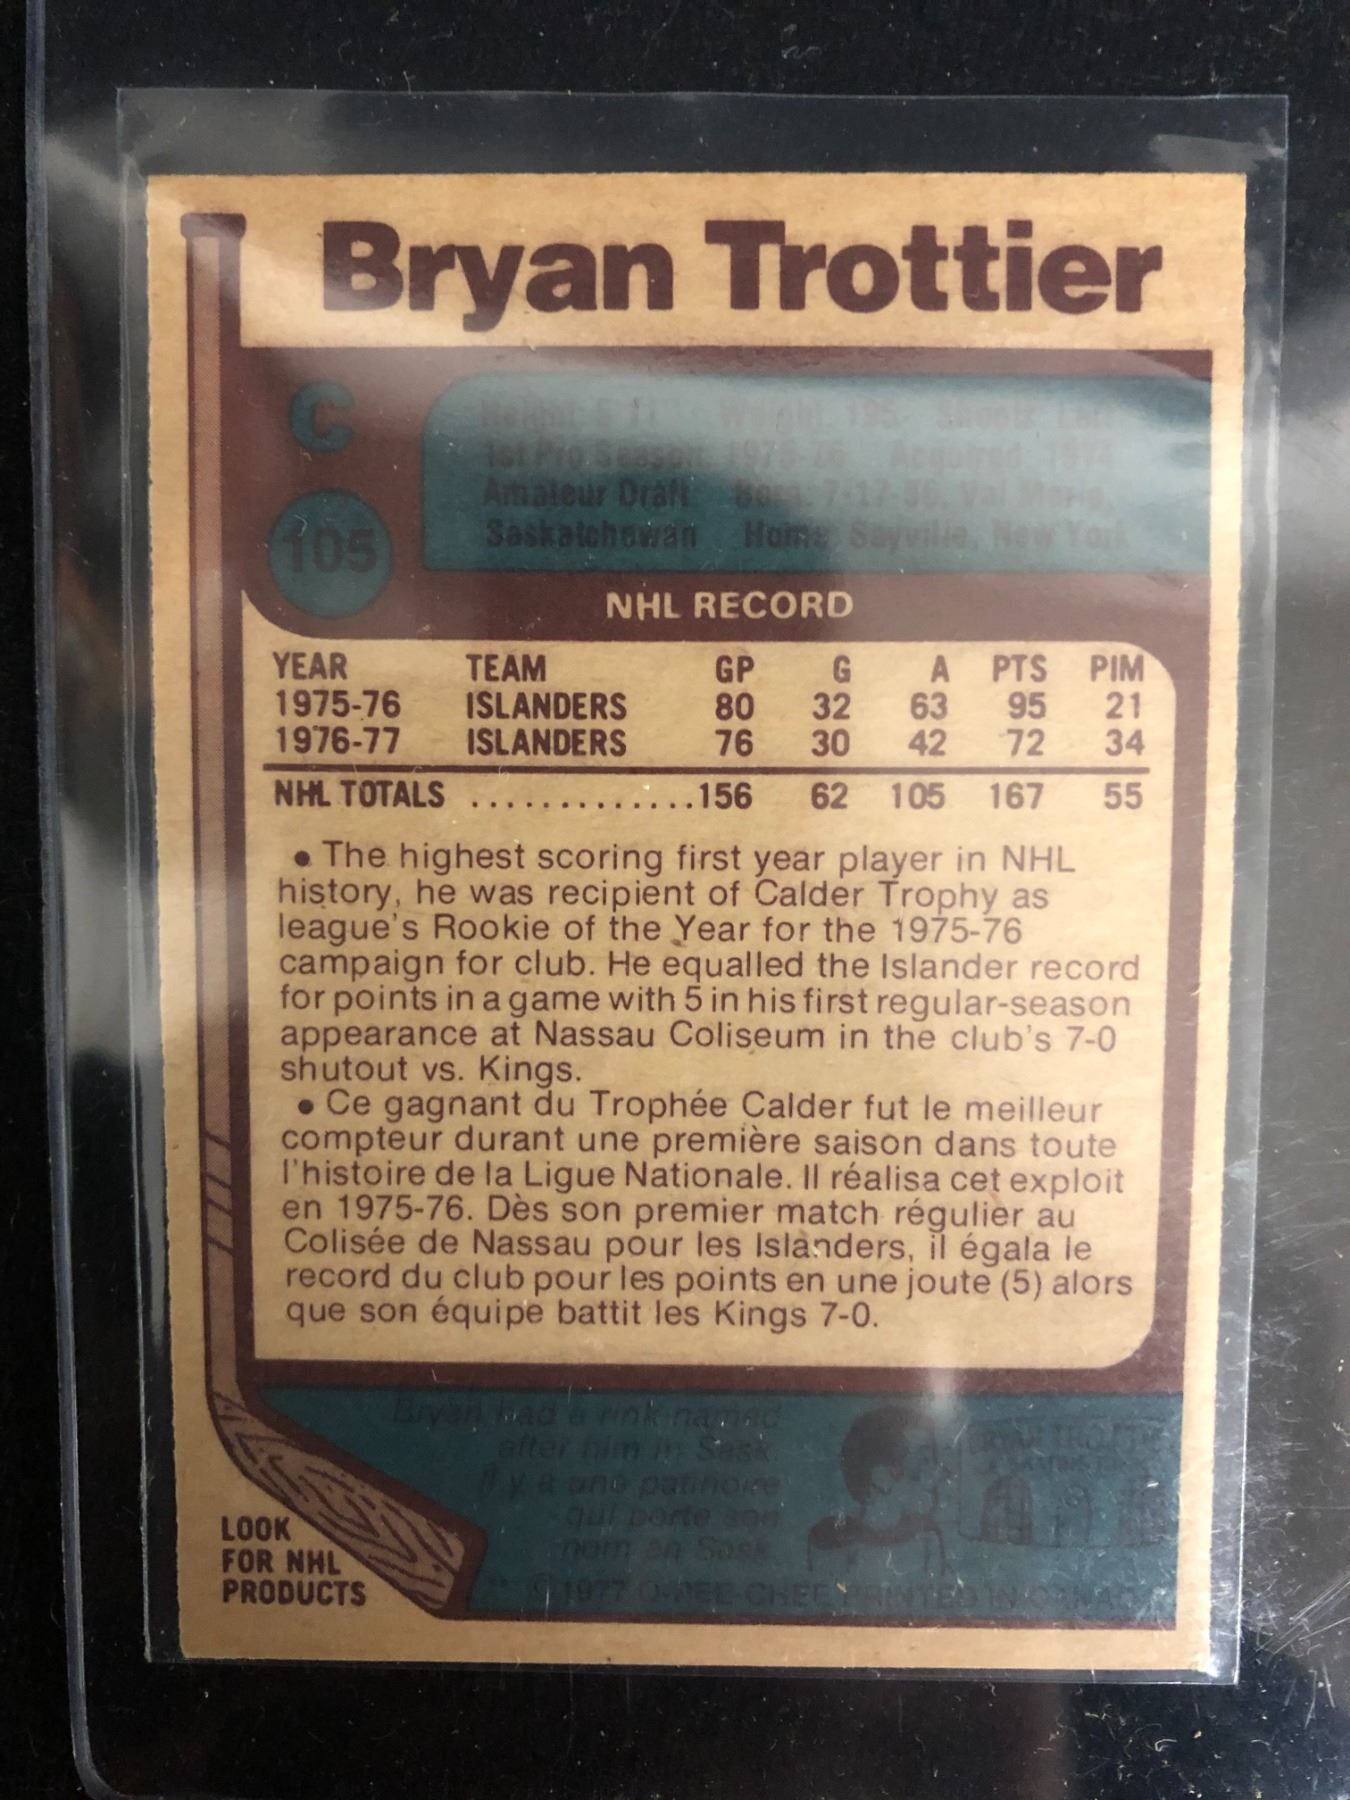 Bryan Trottier
C
Height: 5'11 Weight: 195 Shoots: Left
1st Pro Season: 1975-76 Acquired: 1974
Amateur Draft Born: 7-17-56, Val Marie,
Saskatchewan Home: Sayville, New York
105
NHL RECORD
YEAR TEAM GP G A PTS PIM
1975-76 ISLANDERS 80 32 63 95 21
1976-77 ISLANDERS 76 30 42 72 34
NHL TOTALS .............156 62 105 167 55
• The highest scoring first year player in NHL
history, he was recipient of Calder Trophy as
league's Rookie of the Year for the 1975-76
campaign for club. He equalled the Islander record
for points in a game with 5 in his first regular-season
appearance at Nassau Coliseum in the club's 7-0
shutout vs. Kings.
• Ce gagnant du Trophée Calder fut le meilleur
compteur durant une première saison dans toute
l'histoire de la Ligue Nationale. Il réalisa cet exploit
en 1975-76. Dès son premier match régulier au
Colisée de Nassau pour les Islanders, il égala le
record du club pour les points en une joute (5) alors
que son équipe battit les Kings 7-0.
Bryan had a rink named
after him in Sask.
Il y a une patinoire
qui porte son
nom en Sask.
BRYAN TROTTIER
LOOK
FOR NHL
PRODUCTS
© 1977 O-PEE-CHEE PRINTED IN CANADA